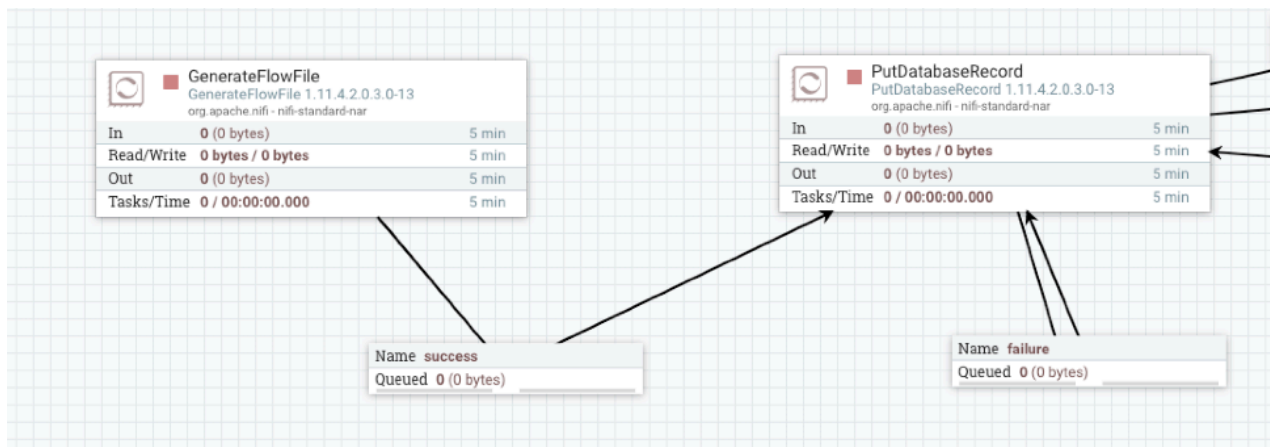 GenerateFlowFile
GenerateFlowFile 1.11.4.2.0.3.0-13
org.apache.nifi - nifi-standard-nar
In 0 (0 bytes) 5 min
Read/Write 0 bytes / 0 bytes 5 min
Out 0 (0 bytes) 5 min
Tasks/Time 0 / 00:00:00.000 5 min
PutDatabaseRecord
PutDatabaseRecord 1.11.4.2.0.3.0-13
org.apache.nifi - nifi-standard-nar
In 0 (0 bytes) 5 min
Read/Write 0 bytes / 0 bytes 5 min
Out 0 (0 bytes) 5 min
Tasks/Time 0 / 00:00:00.000 5 min
Name success
Queued 0 (0 bytes)
Name failure
Queued 0 (0 bytes)